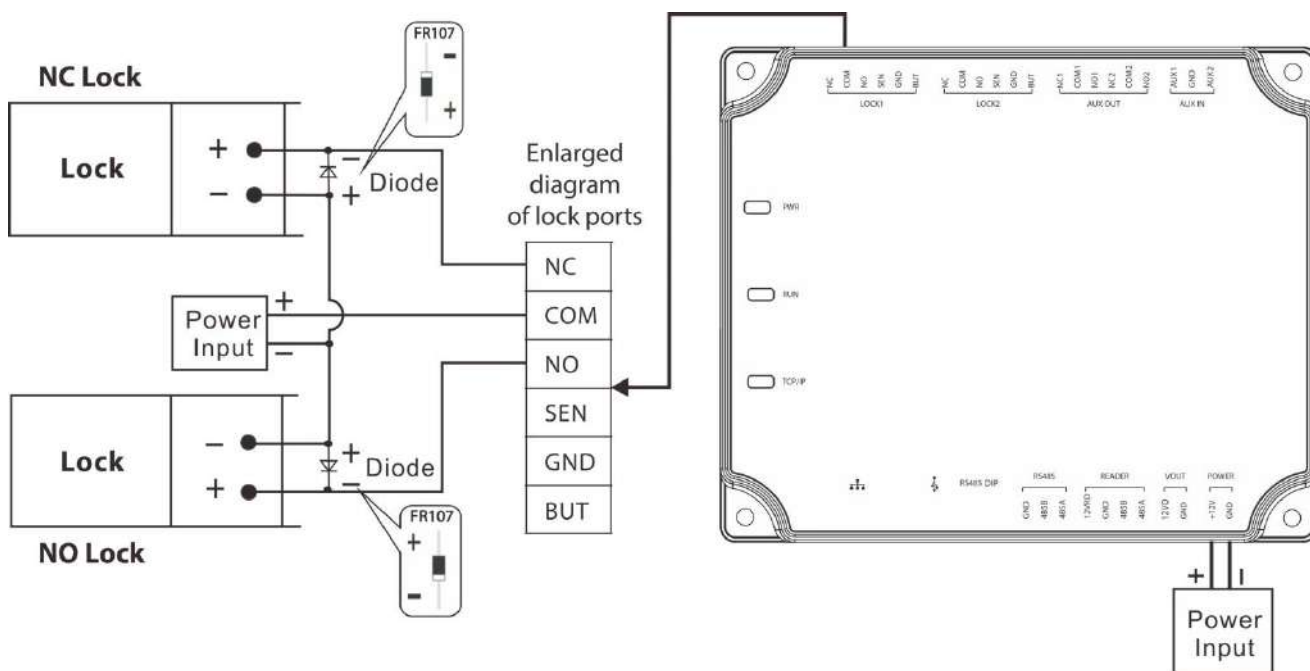 FR107
-
+
NC Lock
Lock
+
-
-
+
Diode
Enlarged
diagram
of lock ports
NC
COM
NO
SEN
GND
BUT
Power
Input
+
-
Lock
-
+
+
-
Diode
NO Lock
FR107
+
-
NC COM NO SEN GND BUT
LOCK1
NC COM NO SEN GND BUT
LOCK2
NC1 COM1 NO1 NC2 COM2 NO2
AUX OUT
AUX1 GND AUX2
AUX IN
PWR
RUN
TCP/IP
RS485 DIP
RS485
GND 485B 485A
READER
12VRD GND 485B 485A
VOUT
12VD GND
POWER
+12V GND
+ -
Power
Input